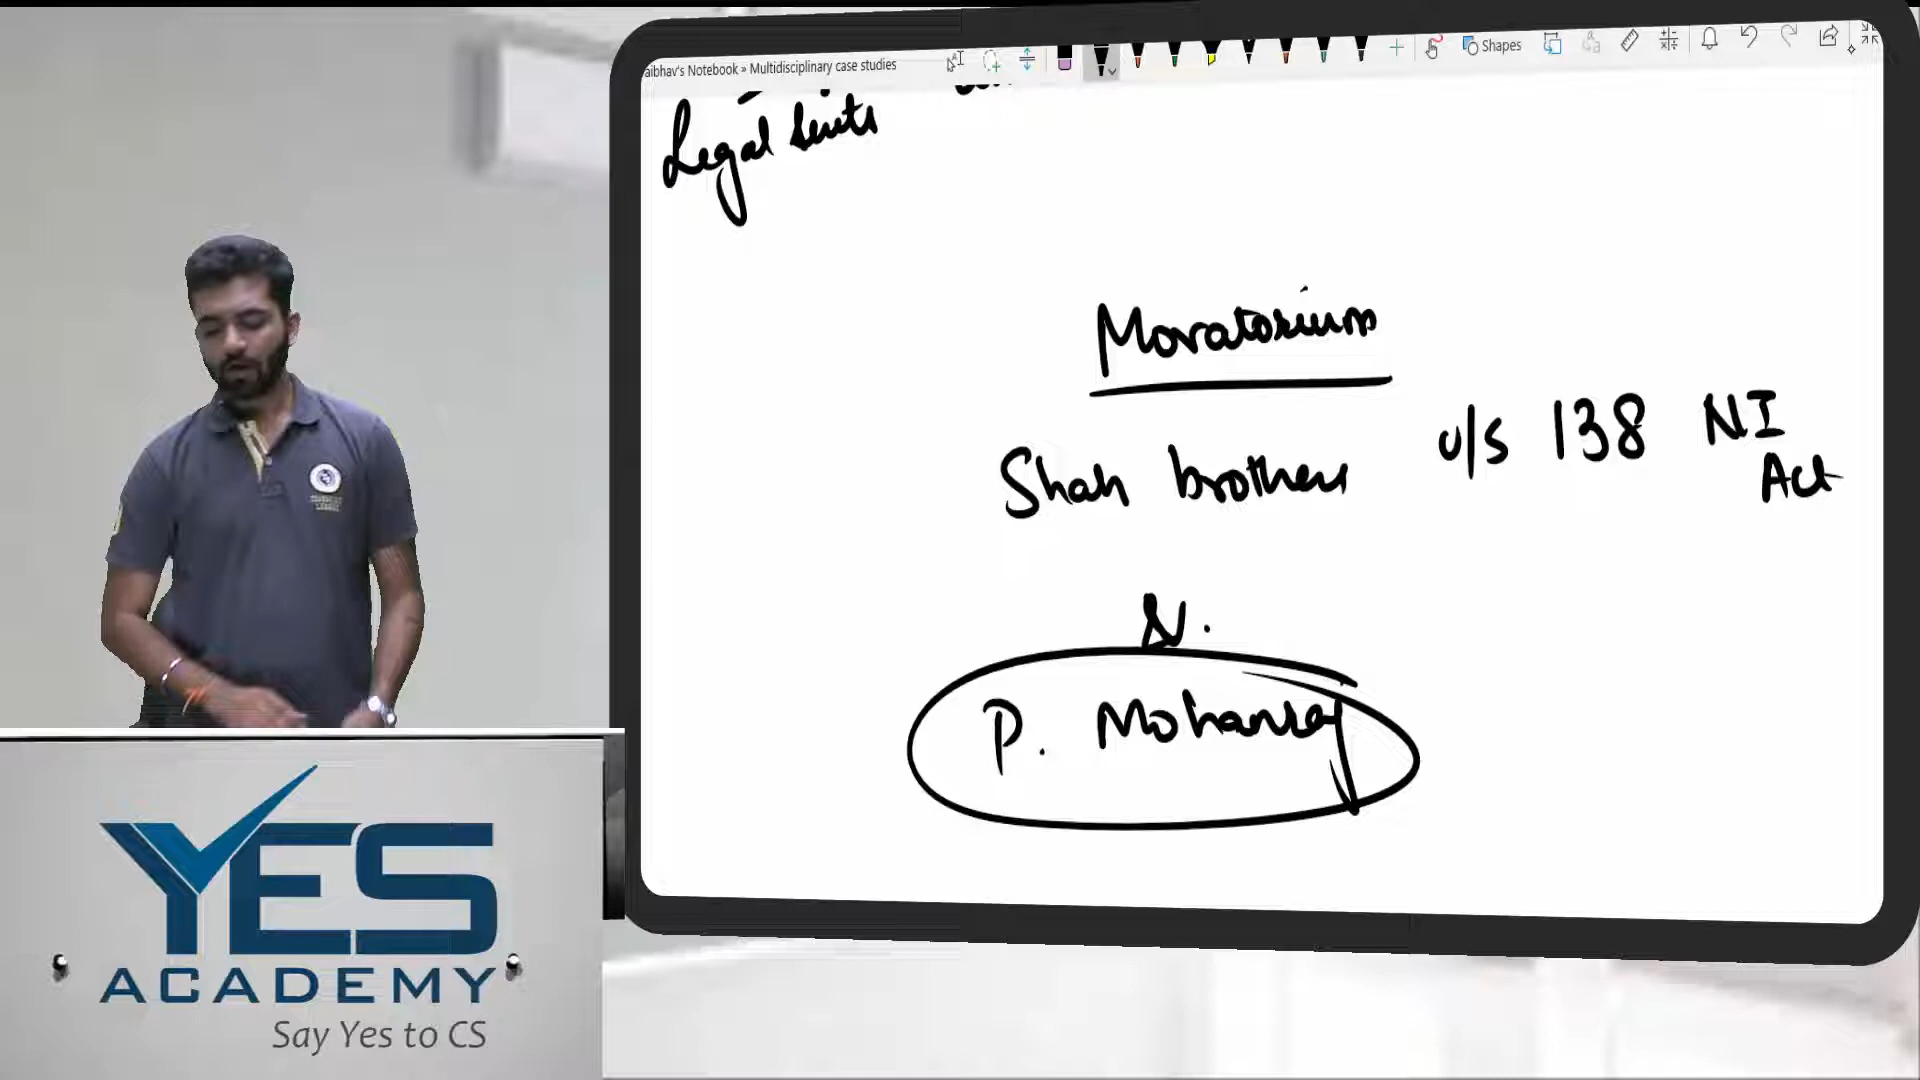 aibhav's Notebook » Multidisciplinary case studies
Shapes
Legal suits
Moratorium
Shah brothers u/s 138 NI Act
v.
P. Mohanraj
YES
ACADEMY
Say Yes to CS